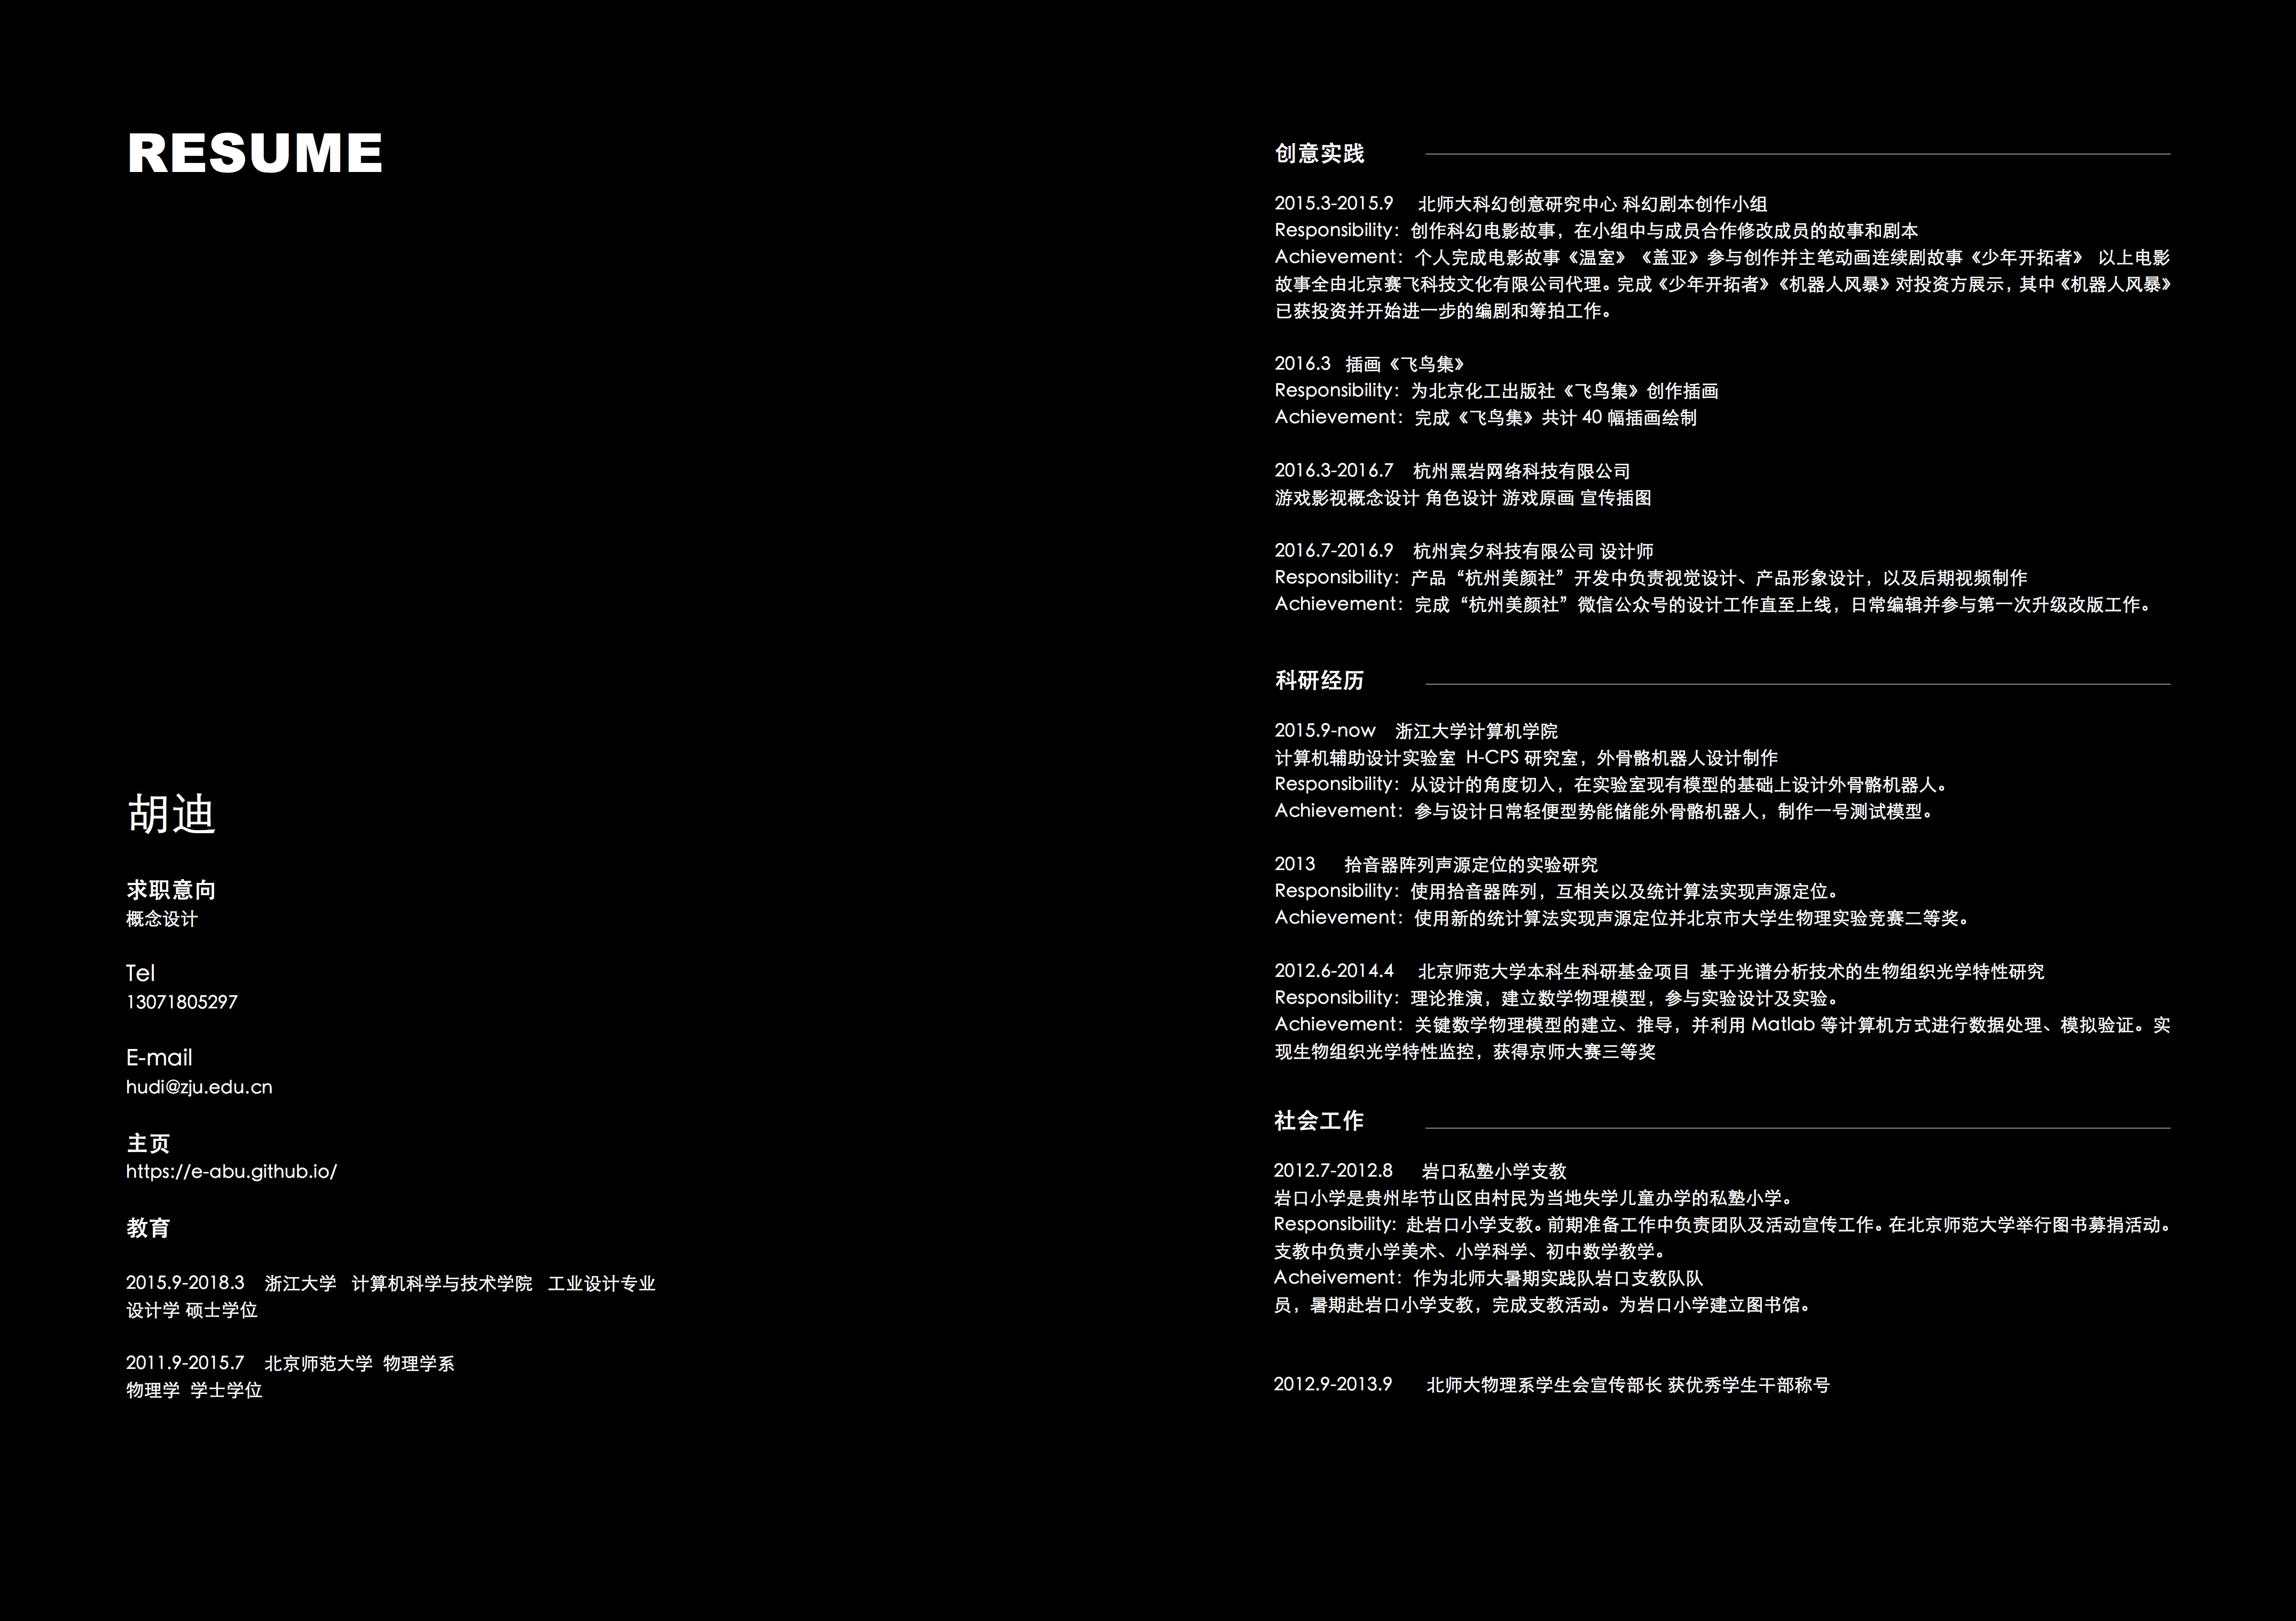 RESUME
胡迪
求职意向
概念设计
Tel
13071805297
E-mail
hudi@zju.edu.cn
主页
https://e-abu.github.io/
教育
2015.9-2018.3 浙江大学 计算机科学与技术学院 工业设计专业
设计学 硕士学位
2011.9-2015.7 北京师范大学 物理学系
物理学 学士学位
创意实践
2015.3-2015.9 北师大科幻创意研究中心 科幻剧本创作小组
Responsibility：创作科幻电影故事，在小组中与成员合作修改成员的故事和剧本
Achievement：个人完成电影故事《温室》《盖亚》参与创作并主笔动画连续剧故事《少年开拓者》 以上电影
故事全由北京赛飞科技文化有限公司代理。完成《少年开拓者》《机器人风暴》对投资方展示，其中《机器人风暴》
已获投资并开始进一步的编剧和筹拍工作。
2016.3 插画《飞鸟集》
Responsibility：为北京化工出版社《飞鸟集》创作插画
Achievement：完成《飞鸟集》共计 40 幅插画绘制
2016.3-2016.7 杭州黑岩网络科技有限公司
游戏影视概念设计 角色设计 游戏原画 宣传插图
2016.7-2016.9 杭州宾夕科技有限公司 设计师
Responsibility：产品“杭州美颜社”开发中负责视觉设计、产品形象设计，以及后期视频制作
Achievement：完成“杭州美颜社”微信公众号的设计工作直至上线，日常编辑并参与第一次升级改版工作。
科研经历
2015.9-now 浙江大学计算机学院
计算机辅助设计实验室 H-CPS 研究室，外骨骼机器人设计制作
Responsibility：从设计的角度切入，在实验室现有模型的基础上设计外骨骼机器人。
Achievement：参与设计日常轻便型势能储能外骨骼机器人，制作一号测试模型。
2013 拾音器阵列声源定位的实验研究
Responsibility：使用拾音器阵列，互相关以及统计算法实现声源定位。
Achievement：使用新的统计算法实现声源定位并北京市大学生物理实验竞赛二等奖。
2012.6-2014.4 北京师范大学本科生科研基金项目 基于光谱分析技术的生物组织光学特性研究
Responsibility：理论推演，建立数学物理模型，参与实验设计及实验。
Achievement：关键数学物理模型的建立、推导，并利用 Matlab 等计算机方式进行数据处理、模拟验证。实
现生物组织光学特性监控，获得京师大赛三等奖
社会工作
2012.7-2012.8 岩口私塾小学支教
岩口小学是贵州毕节山区由村民为当地失学儿童办学的私塾小学。
Responsibility：赴岩口小学支教。前期准备工作中负责团队及活动宣传工作。在北京师范大学举行图书募捐活动。
支教中负责小学美术、小学科学、初中数学教学。
Acheivement：作为北师大暑期实践队岩口支教队队
员，暑期赴岩口小学支教，完成支教活动。为岩口小学建立图书馆。
2012.9-2013.9 北师大物理系学生会宣传部长 获优秀学生干部称号